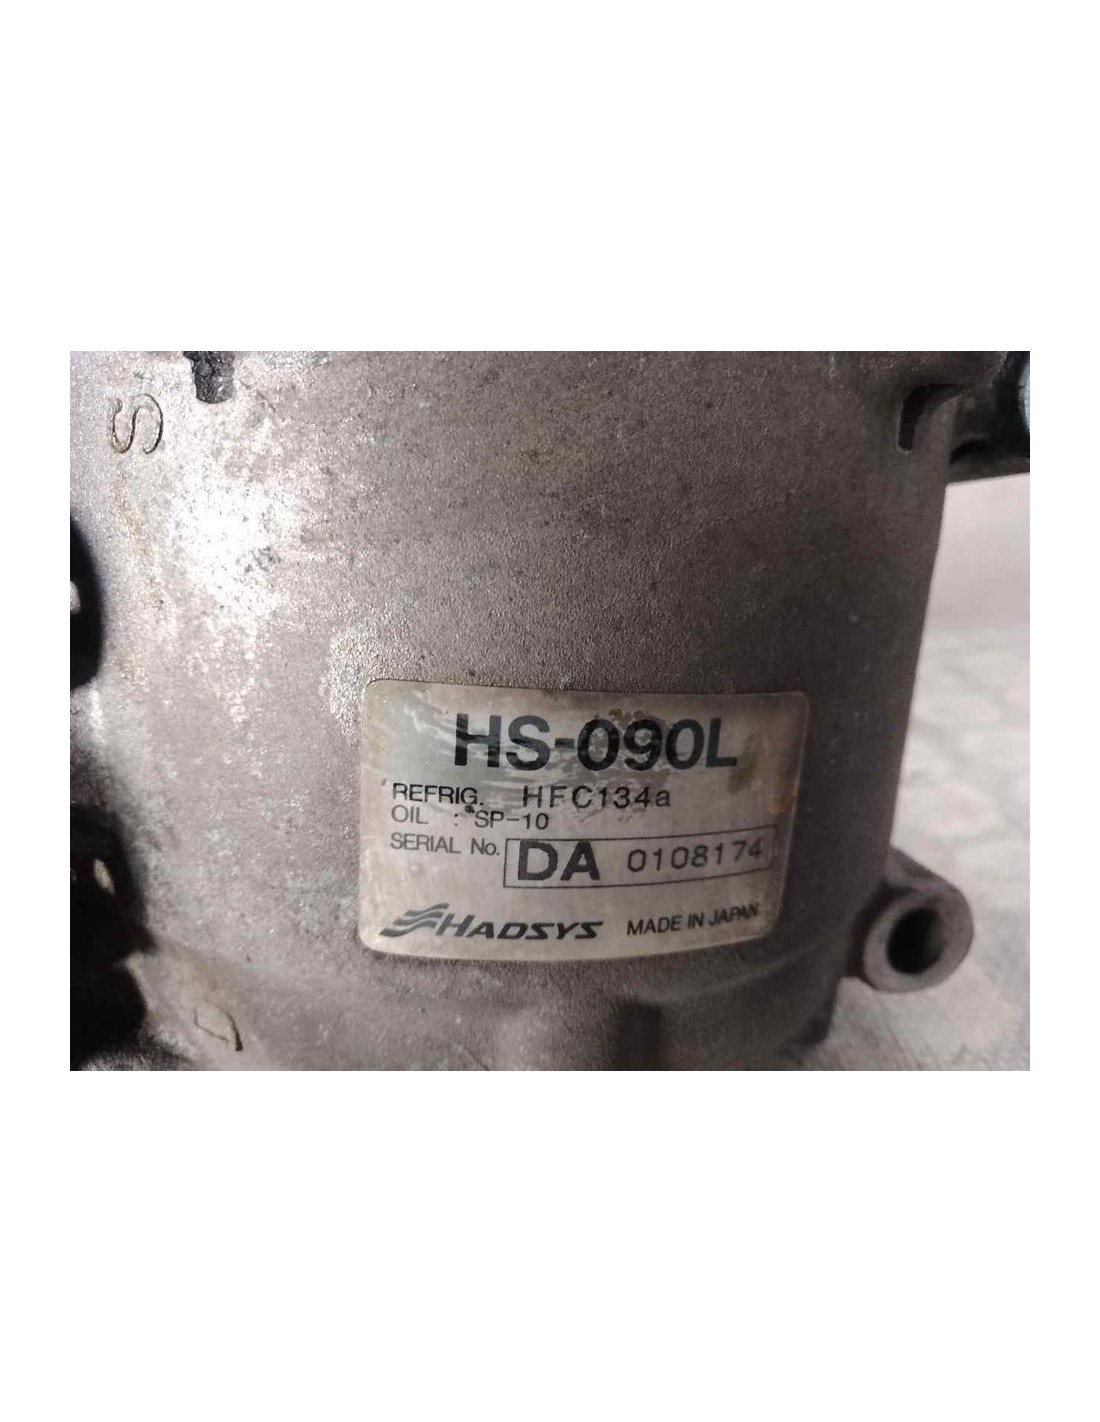 S
HS-090L
REFRIG. HFC134a
OIL : SP-10
SERIAL No. DA 0108174
HADSYS MADE IN JAPAN